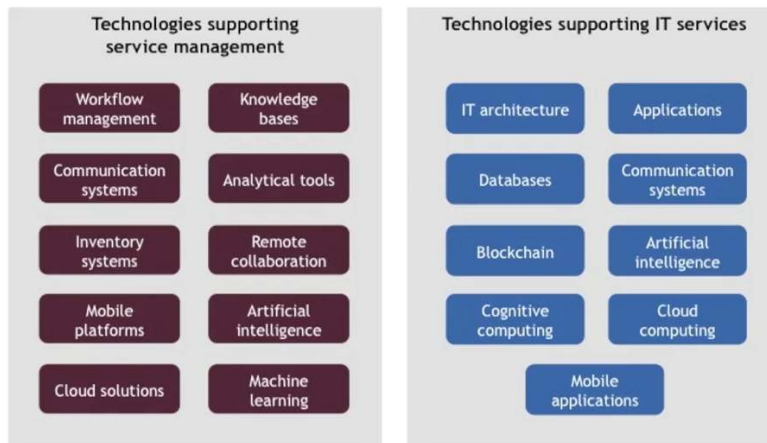 Technologies supporting
service management
Workflow
management
Knowledge
bases
Communication
systems
Analytical tools
Inventory
systems
Remote
collaboration
Mobile
platforms
Artificial
intelligence
Cloud solutions
Machine
learning
Technologies supporting IT services
IT architecture
Applications
Databases
Communication
systems
Blockchain
Artificial
intelligence
Cognitive
computing
Cloud
computing
Mobile
applications